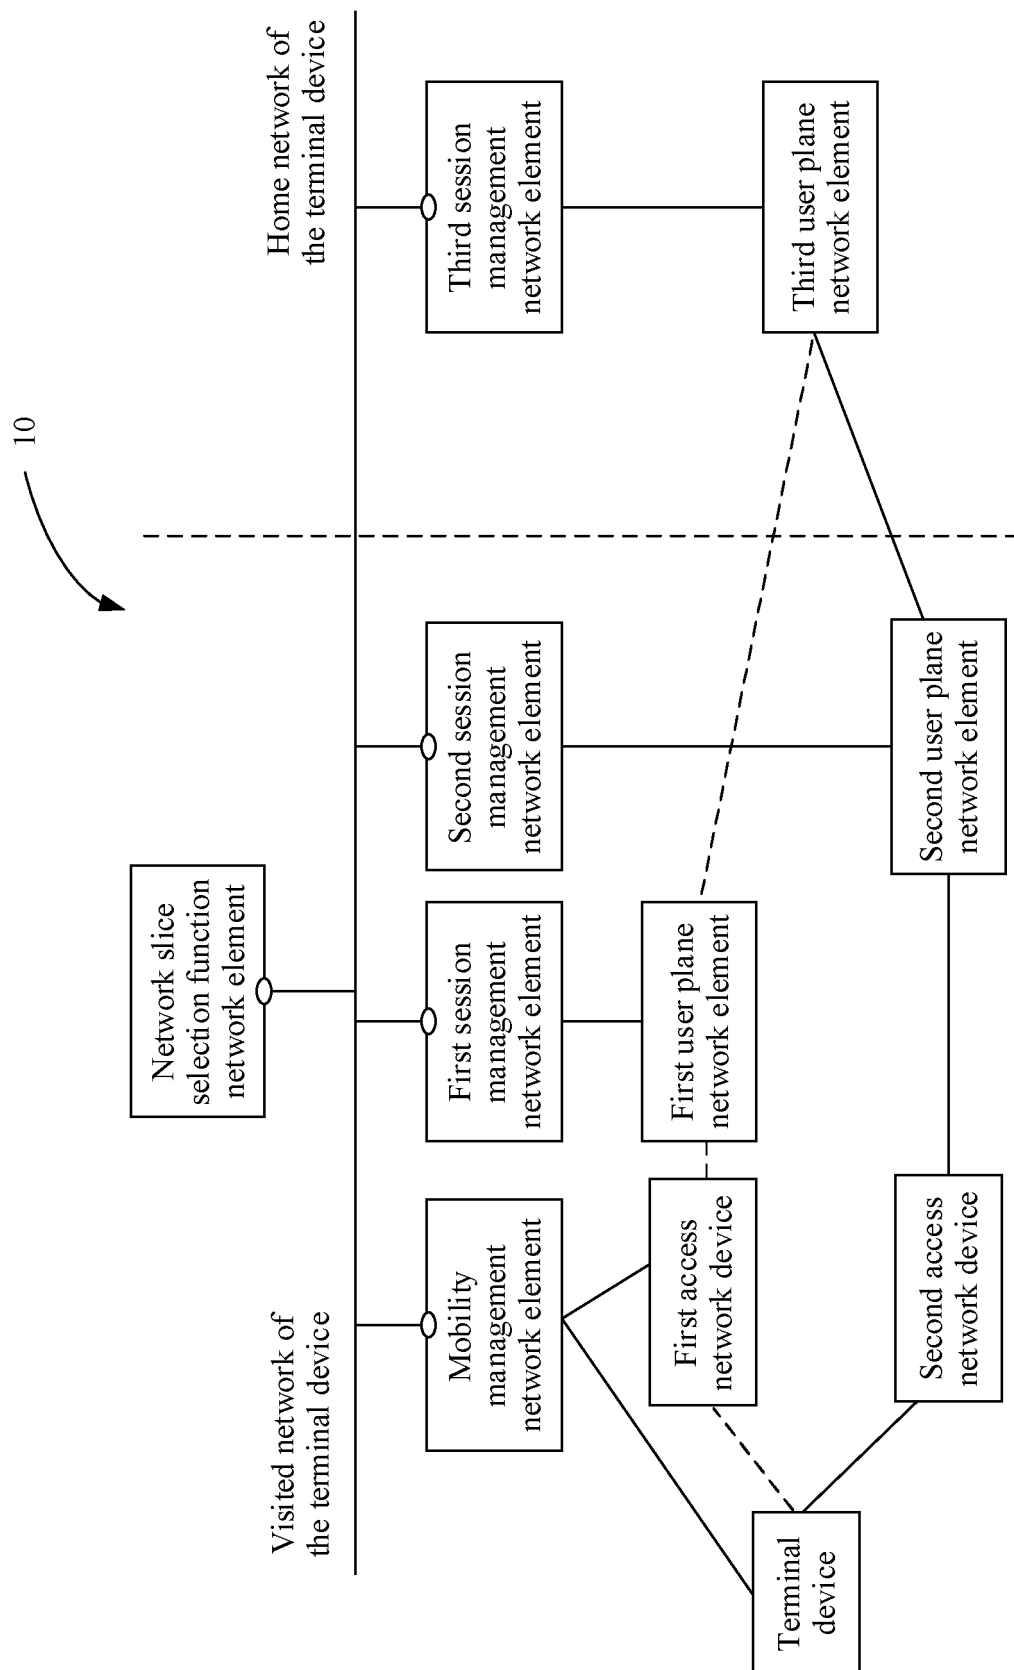 10
Network slice
selection function
network element
Visited network of
the terminal device
Home network of
the terminal device
Mobility
management
network element
First session
management
network element
Second session
management
network element
Third session
management
network element
First access
network device
First user plane
network element
Third user plane
network element
Terminal
device
Second access
network device
Second user plane
network element